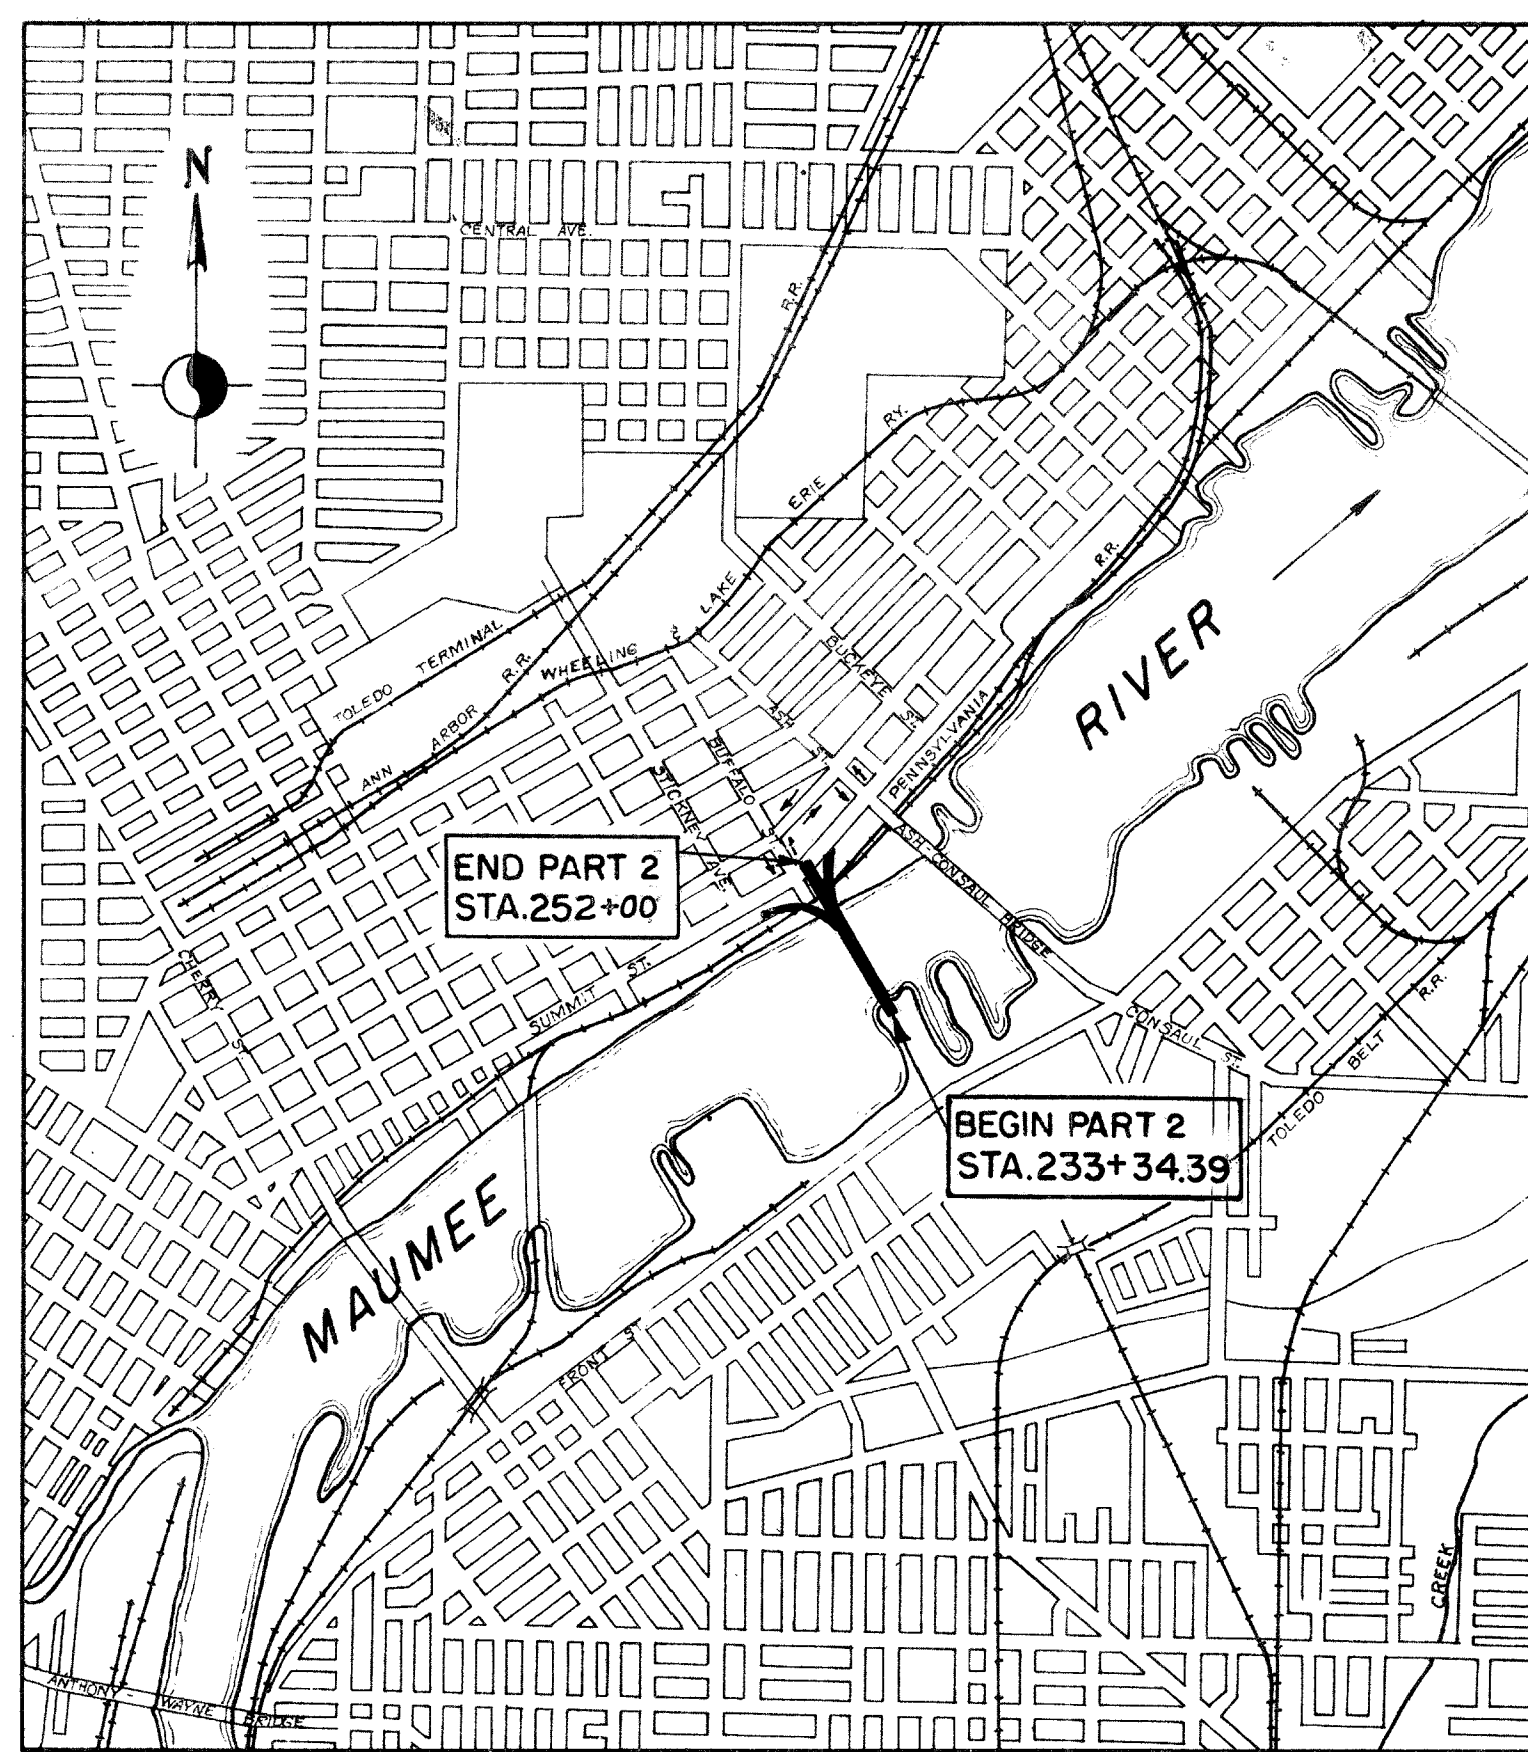 N
CENTRAL AVE.
R.R.
RY.
ERIE
LAKE
&
WHEELING
TOLEDO TERMINAL
R.R.
ANN ARBOR
BUCKEYE ST.
ASH ST.
BUFFALO ST.
STICKNEY AVE.
PENNSYLVANIA R.R.
RIVER
ASH-CONSAUL BRIDGE
END PART 2
STA.252+00
CHERRY ST.
SUMMIT ST.
CONSAUL ST.
TOLEDO BELT R.R.
BEGIN PART 2
STA.233+34.39
MAUMEE
FRONT ST.
CREEK
ANTHONY-WAYNE BRIDGE